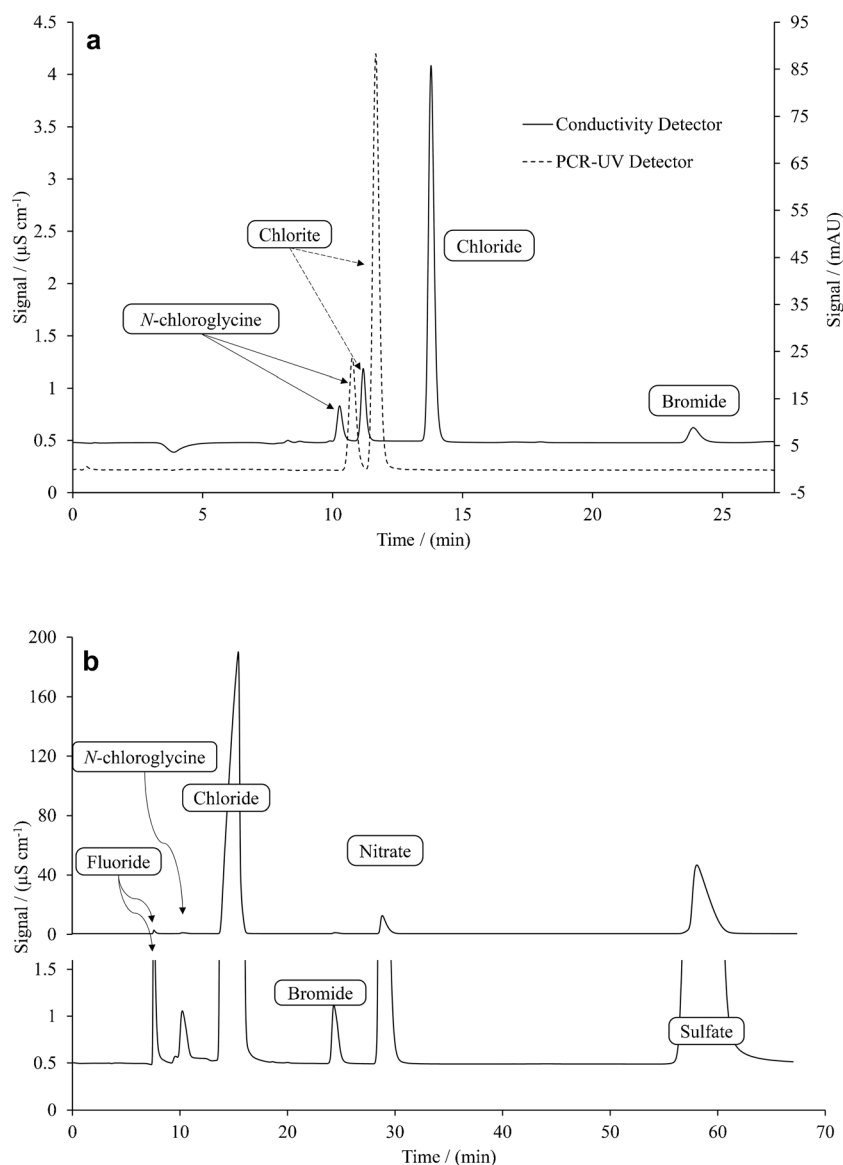 a
4.5
4
3.5
3
2.5
2
1.5
1
0.5
0
Signal / (µS cm-1)
95
85
75
65
55
45
35
25
15
5
-5
Signal / (mAU)
Conductivity Detector
PCR-UV Detector
Chlorite
Chloride
N-chloroglycine
Bromide
0 5 10 15 20 25
Time / (min)
b
200
160
120
80
40
0
1.5
1
0.5
0
Signal / (µS cm-1)
N-chloroglycine
Chloride
Fluoride
Nitrate
Bromide
Sulfate
0 10 20 30 40 50 60 70
Time / (min)